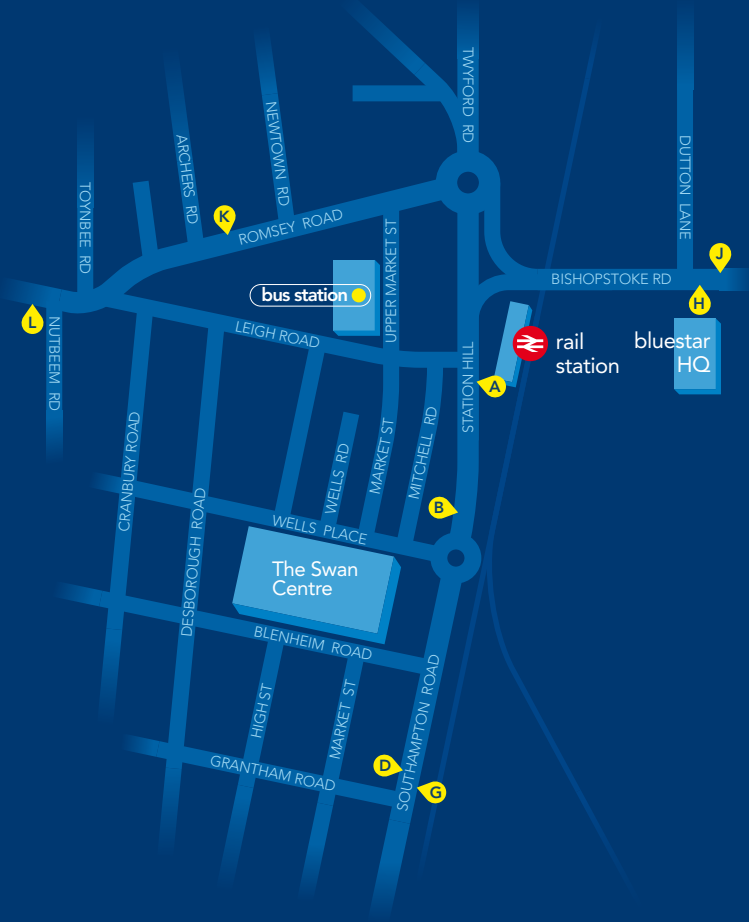 TWYFORD RD
NEWTOWN RD
ARCHERS RD
DUTTON LANE
TOYNBEE RD
K
ROMSEY ROAD
J
BISHOPSTOKE RD
UPPER MARKET ST
bus station
H
L
LEIGH ROAD
rail
station
bluestar
HQ
NUTBEEM RD
STATION HILL
A
CRANBURY ROAD
WELLS RD
MARKET ST
MITCHELL RD
B
DESBOROUGH ROAD
WELLS PLACE
The Swan
Centre
BLENHEIM ROAD
HIGH ST
MARKET ST
SOUTHAMPTON ROAD
D
GRANTHAM ROAD
G